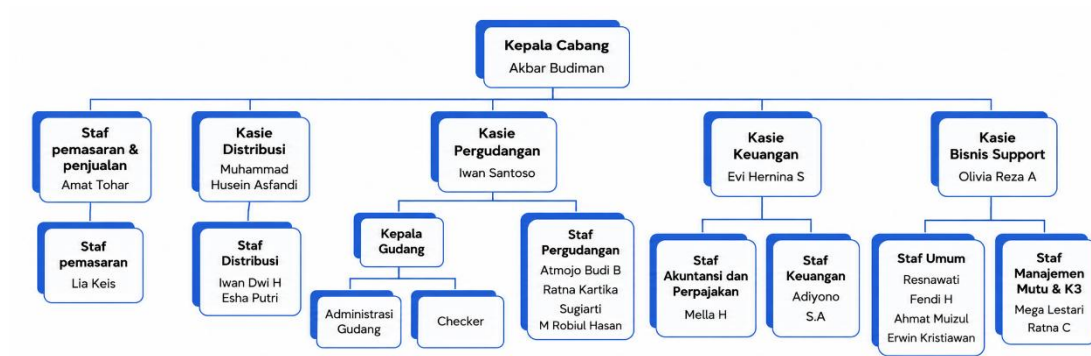 Kepala Cabang
Akbar Budiman
Staf
pemasaran &
penjualan
Amat Tohar
Kasie
Distribusi
Muhammad
Husein Asfandi
Kasie
Pergudangan
Iwan Santoso
Kasie
Keuangan
Evi Hernina S
Kasie
Bisnis Support
Olivia Reza A
Staf
pemasaran
Lia Keis
Staf
Distribusi
Iwan Dwi H
Esha Putri
Kepala
Gudang
Administrasi
Gudang
Checker
Staf
Pergudangan
Atmojo Budi B
Ratna Kartika
Sugiarti
M Robiul Hasan
Staf
Akuntansi dan
Perpajakan
Mella H
Staf
Keuangan
Adiyono
S.A
Staf Umum
Resnawati
Fendi H
Ahmat Muizul
Erwin Kristiawan
Staf
Manajemen
Mutu & K3
Mega Lestari
Ratna C